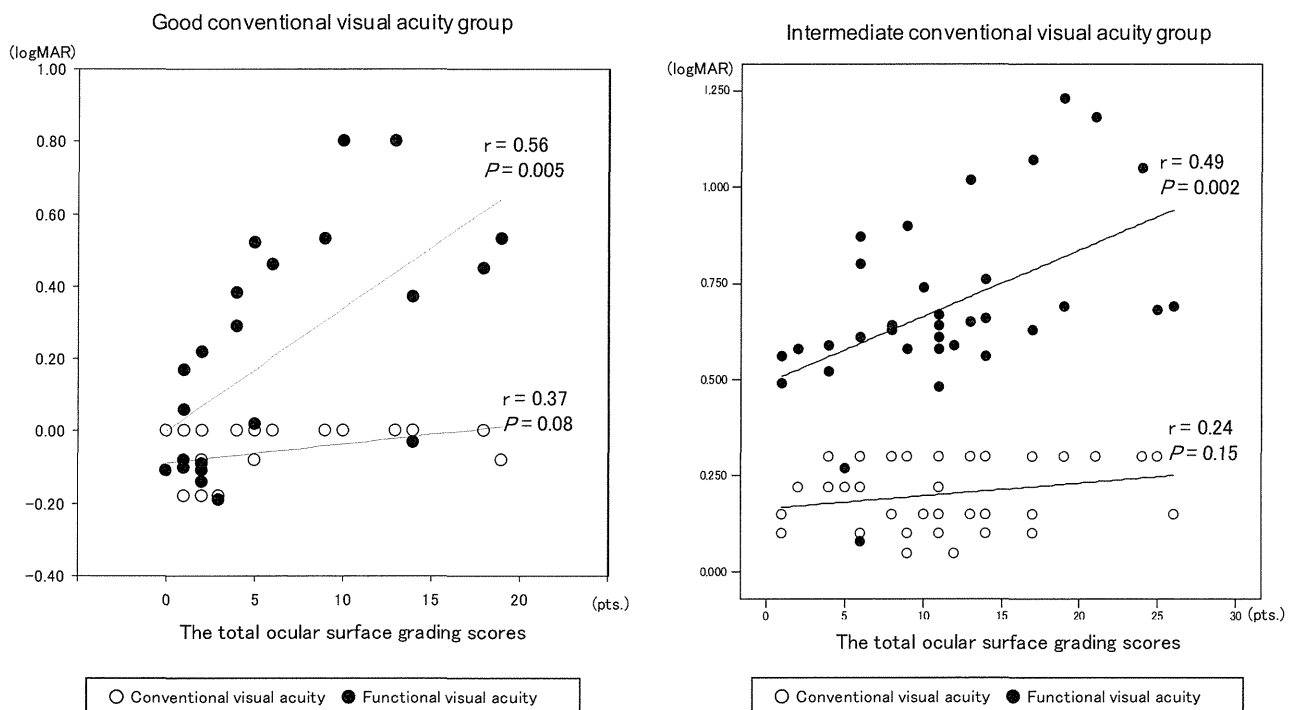 Good conventional visual acuity group
(logMAR)
1.00
0.80
0.60
0.40
0.20
0.00
−0.20
−0.40
r = 0.56
P = 0.005
r = 0.37
P = 0.08
0 5 10 15 20 (pts.)
The total ocular surface grading scores
Conventional visual acuity Functional visual acuity
Intermediate conventional visual acuity group
(logMAR)
1.250
1.000
0.750
0.500
0.250
0.000
r = 0.49
P = 0.002
r = 0.24
P = 0.15
0 5 10 15 20 25 30 (pts.)
The total ocular surface grading scores
Conventional visual acuity Functional visual acuity